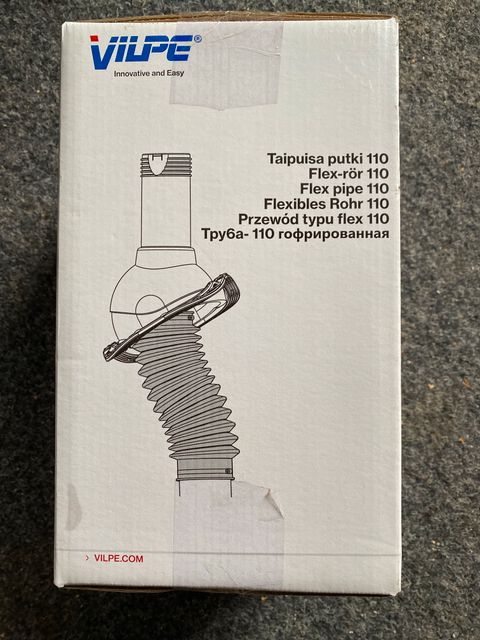 VILPE®
Innovative and Easy
Taipuisa putki 110
Flex-rör 110
Flex pipe 110
Flexibles Rohr 110
Przewód typu flex 110
Труба- 110 гофрированная
› VILPE.COM